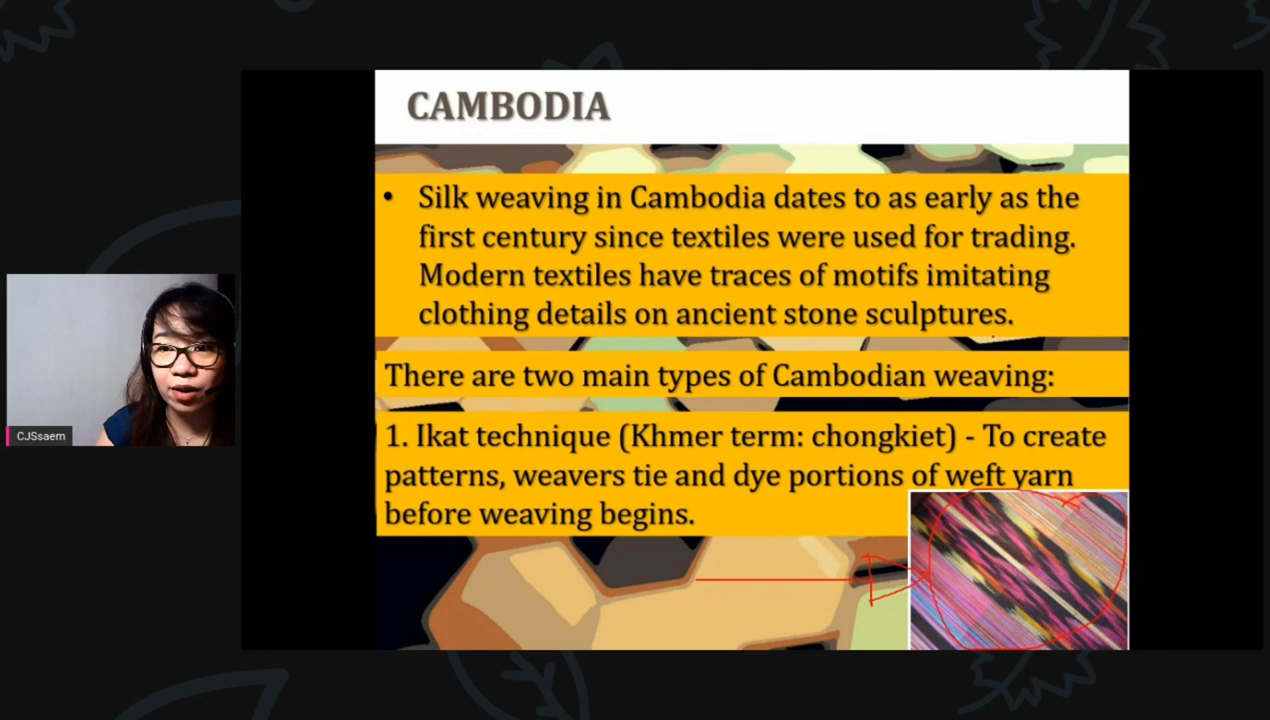 CAMBODIA
• Silk weaving in Cambodia dates to as early as the
first century since textiles were used for trading.
Modern textiles have traces of motifs imitating
clothing details on ancient stone sculptures.
There are two main types of Cambodian weaving:
1. Ikat technique (Khmer term: chongkiet) - To create
patterns, weavers tie and dye portions of weft yarn
before weaving begins.
CJSsaem